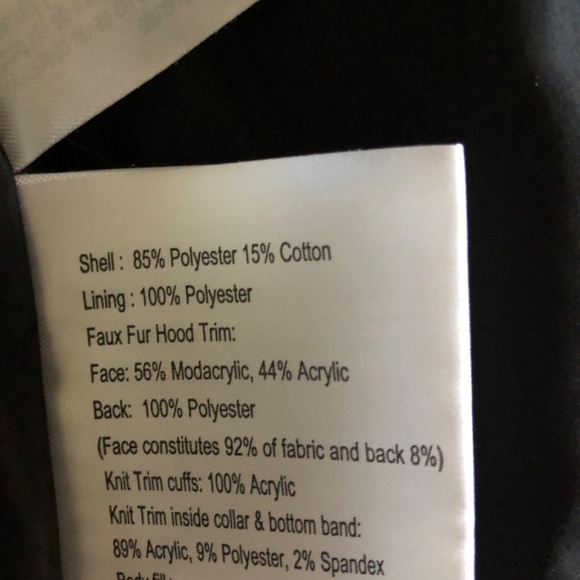 Shell : 85% Polyester 15% Cotton
Lining : 100% Polyester
Faux Fur Hood Trim:
Face: 56% Modacrylic, 44% Acrylic
Back: 100% Polyester
(Face constitutes 92% of fabric and back 8%)
Knit Trim cuffs: 100% Acrylic
Knit Trim inside collar & bottom band:
89% Acrylic, 9% Polyester, 2% Spandex
Body fill: